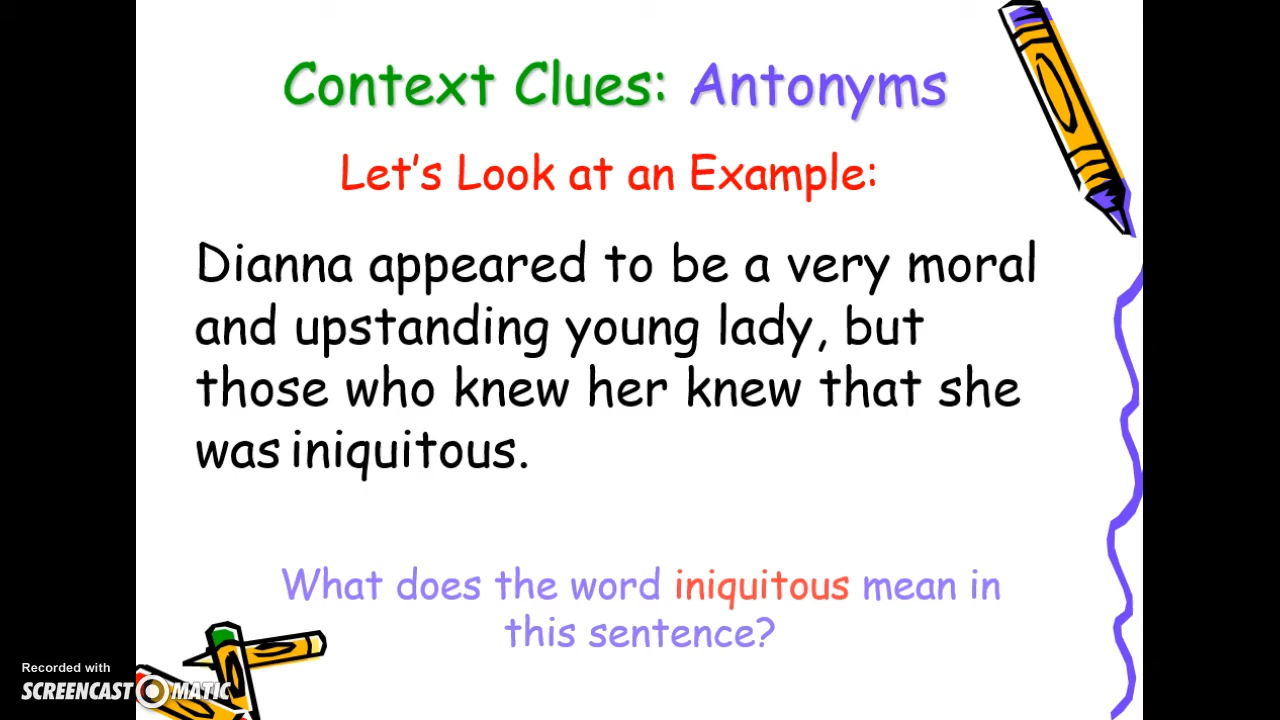 Context Clues: Antonyms
Let's Look at an Example:
Dianna appeared to be a very moral
and upstanding young lady, but
those who knew her knew that she
was iniquitous.
What does the word iniquitous mean in
this sentence?
Recorded with
SCREENCAST MATIC